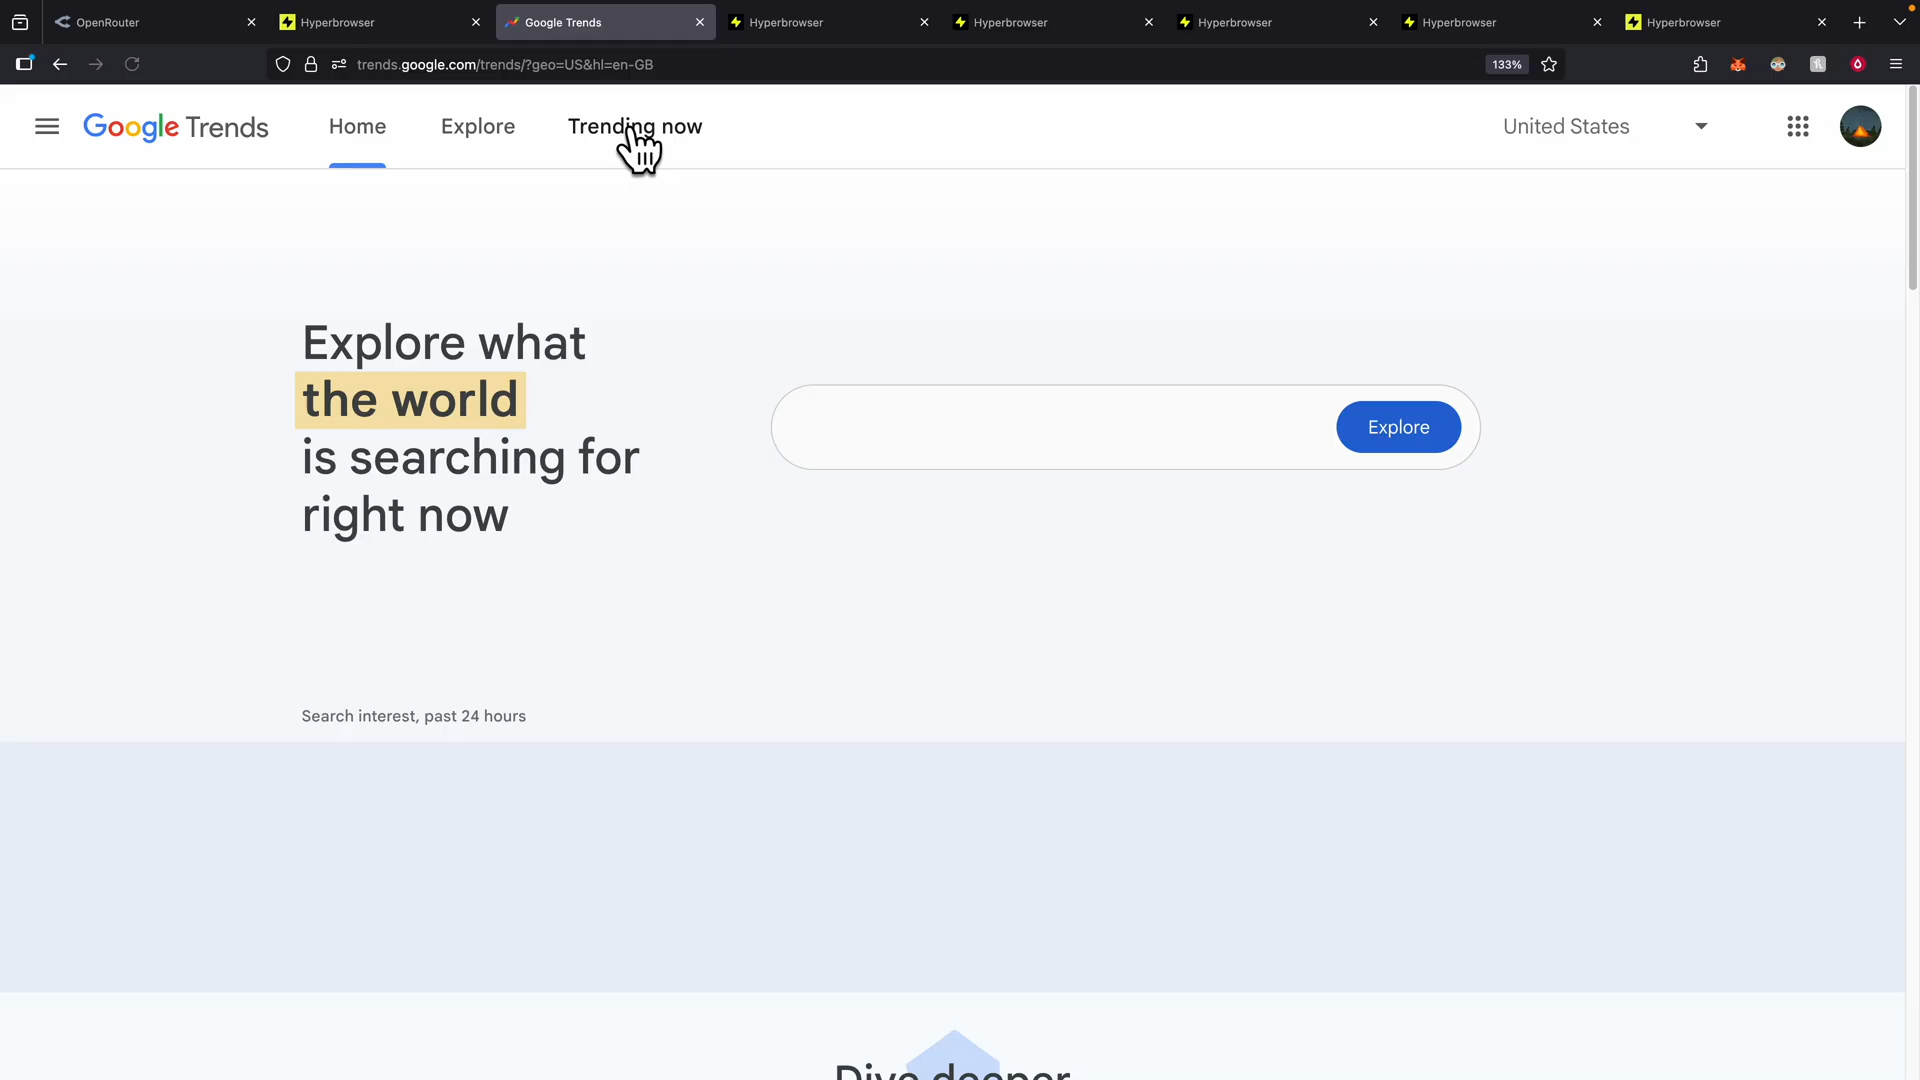 OpenRouter
Hyperbrowser
Google Trends
Hyperbrowser
Hyperbrowser
Hyperbrowser
Hyperbrowser
Hyperbrowser
trends.google.com/trends/?geo=US&hl=en-GB
133%
Google Trends
Home
Explore
Trending now
United States
Explore what
the world
is searching for
right now
Explore
Search interest, past 24 hours
Dive deeper